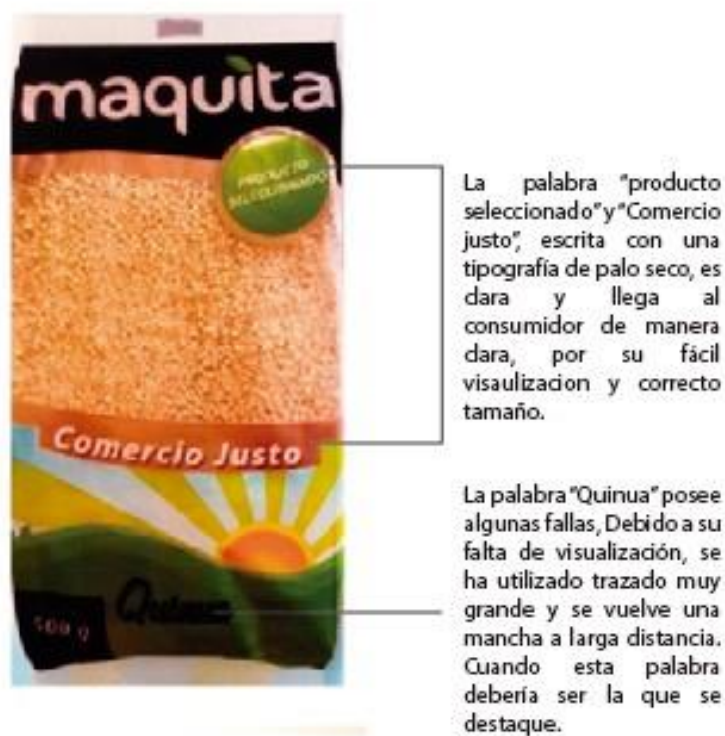 maquita
PRODUCTO
SELECCIONADO
Comercio Justo
Quinua
500 g
La palabra "producto
seleccionado" y "Comercio
justo", escrita con una
tipografía de palo seco, es
clara y llega al
consumidor de manera
clara, por su fácil
visaulizacion y correcto
tamaño.
La palabra "Quinua" posee
algunas fallas, Debido a su
falta de visualización, se
ha utilizado trazado muy
grande y se vuelve una
mancha a larga distancia.
Cuando esta palabra
debería ser la que se
destaque.